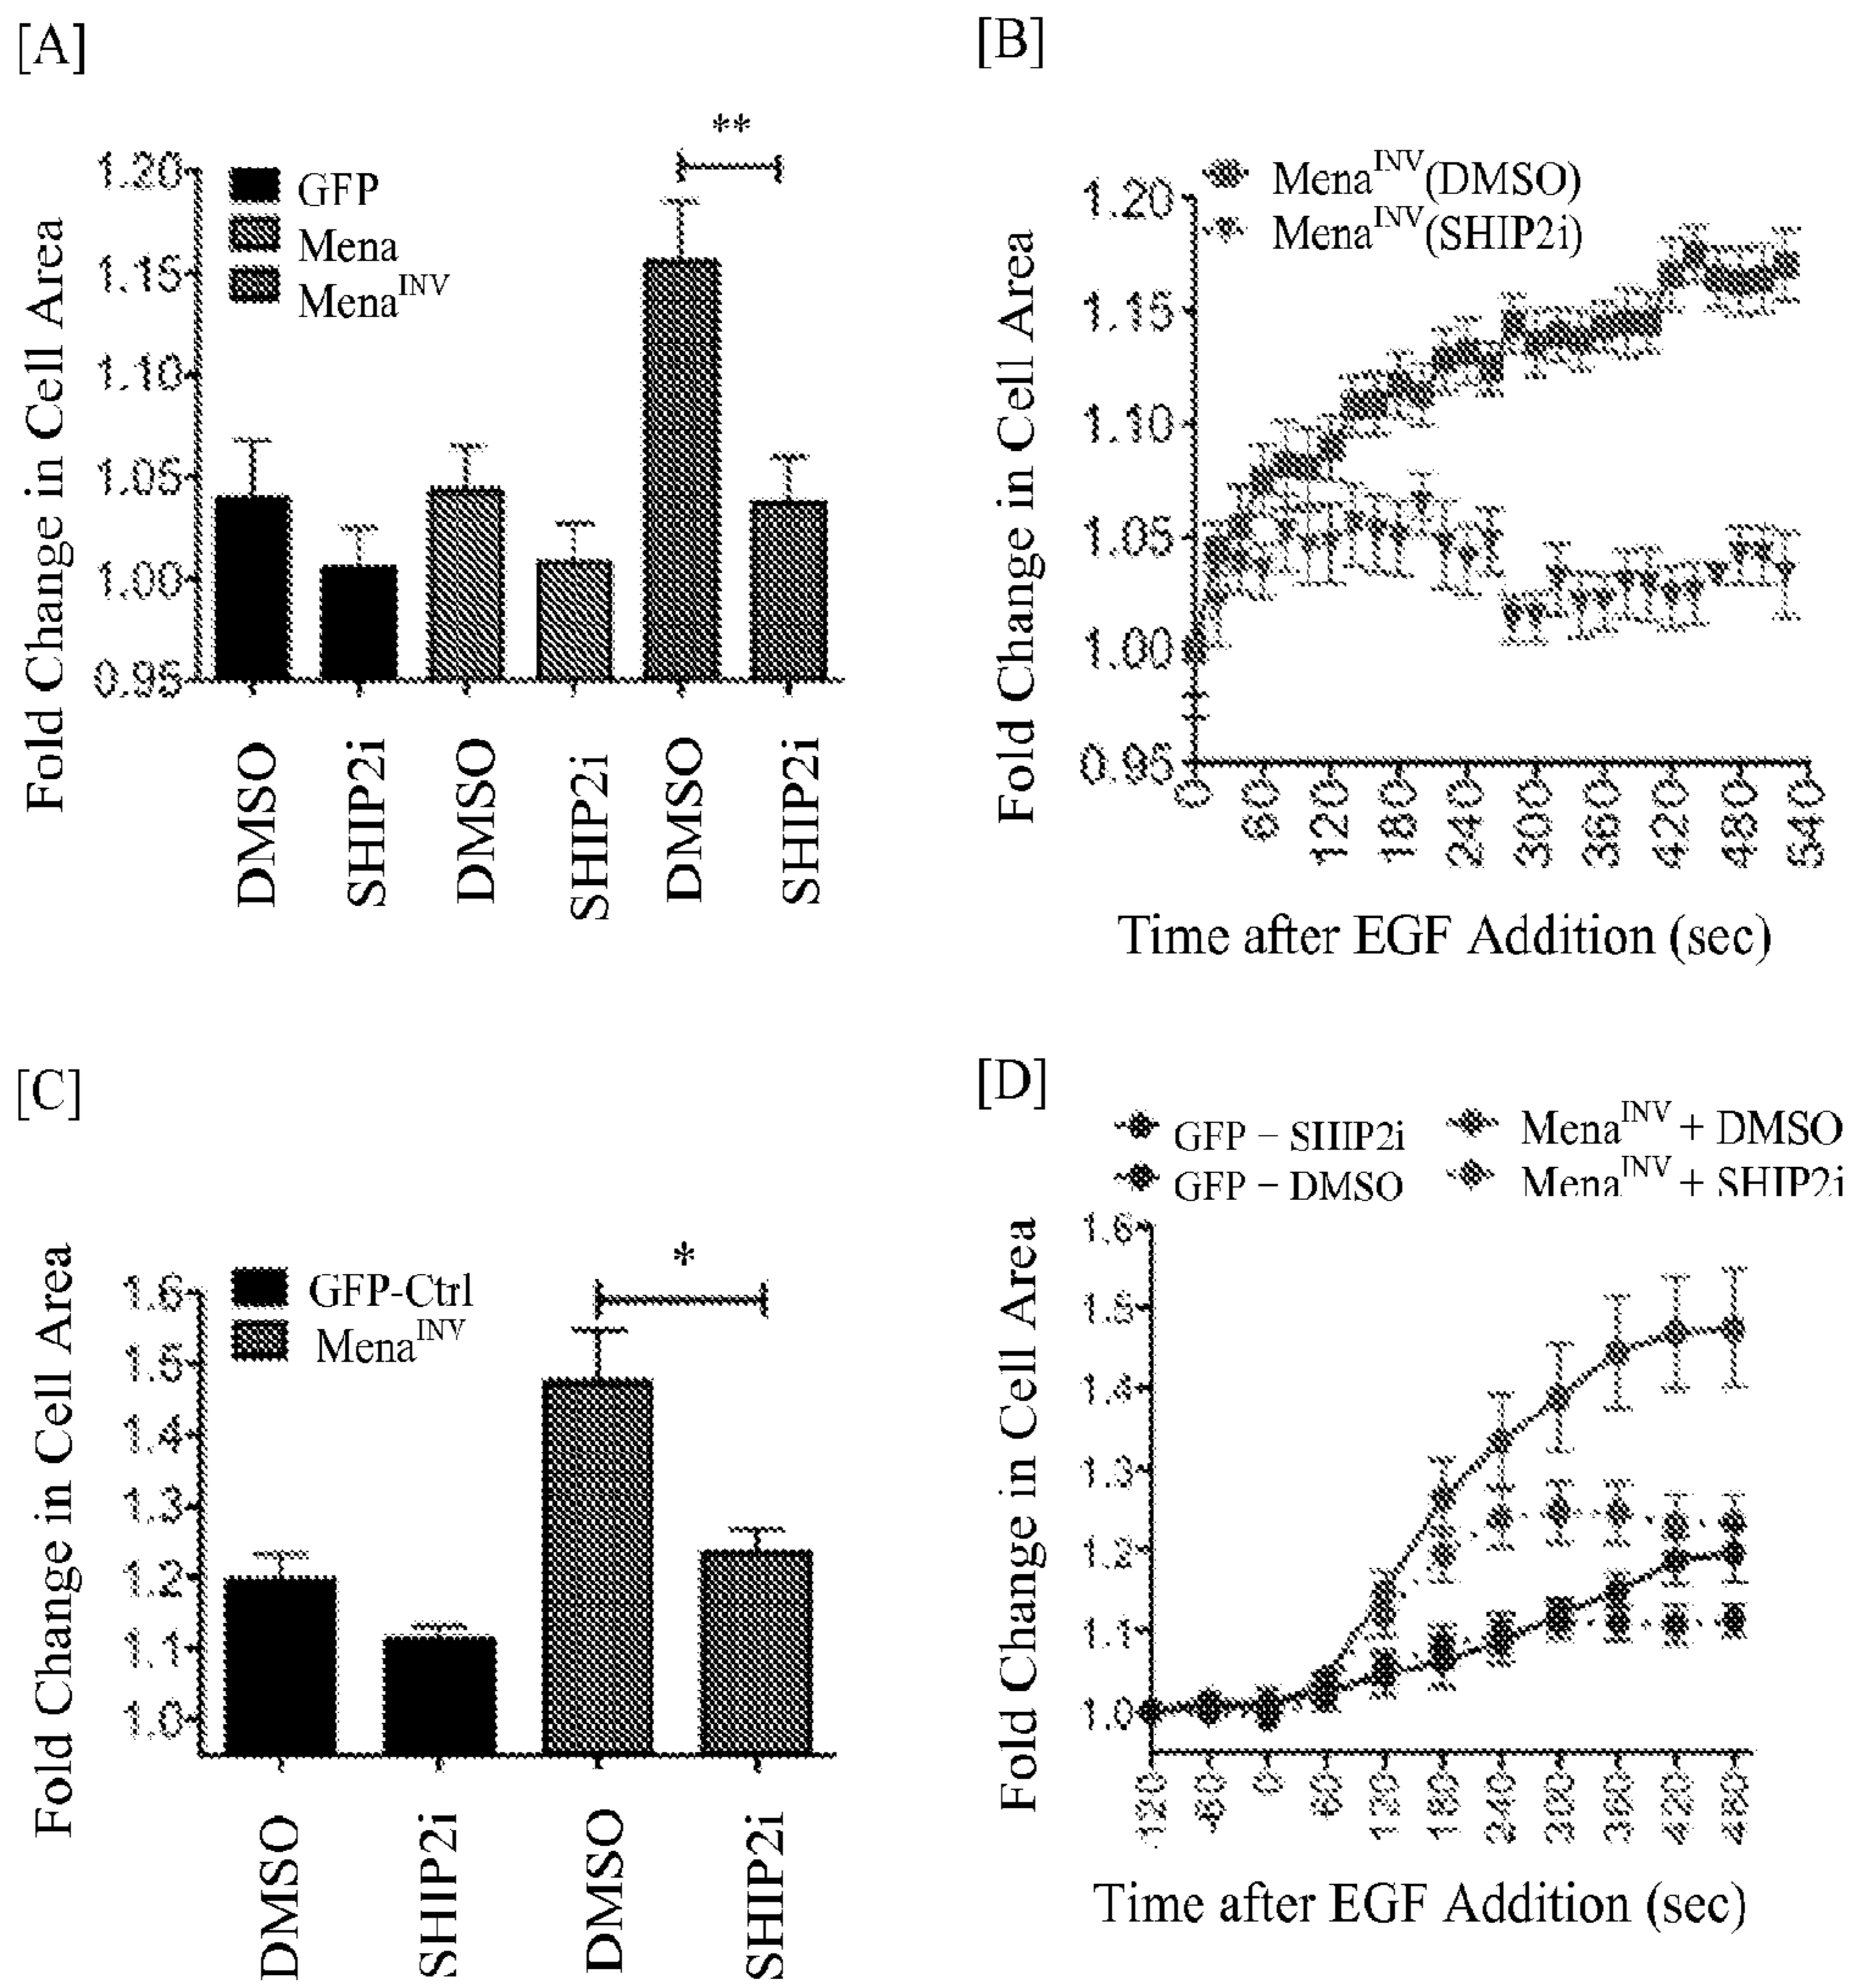 [A]
Fold Change in Cell Area
1.20
1.15
1.10
1.05
1.00
0.95
GFP
Mena
Mena^INV
**
DMSO
SHIP2i
DMSO
SHIP2i
DMSO
SHIP2i
[B]
Fold Change in Cell Area
1.20
1.15
1.10
1.05
1.00
0.95
Mena^INV(DMSO)
Mena^INV(SHIP2i)
0
60
120
180
240
300
360
420
480
540
Time after EGF Addition (sec)
[C]
Fold Change in Cell Area
1.6
1.5
1.4
1.3
1.2
1.1
1.0
GFP-Ctrl
Mena^INV
*
DMSO
SHIP2i
DMSO
SHIP2i
[D]
GFP – SHIP2i
GFP – DMSO
Mena^INV + DMSO
Mena^INV + SHIP2i
Fold Change in Cell Area
1.6
1.5
1.4
1.3
1.2
1.1
1.0
-120
-60
0
60
120
180
240
300
360
420
480
Time after EGF Addition (sec)